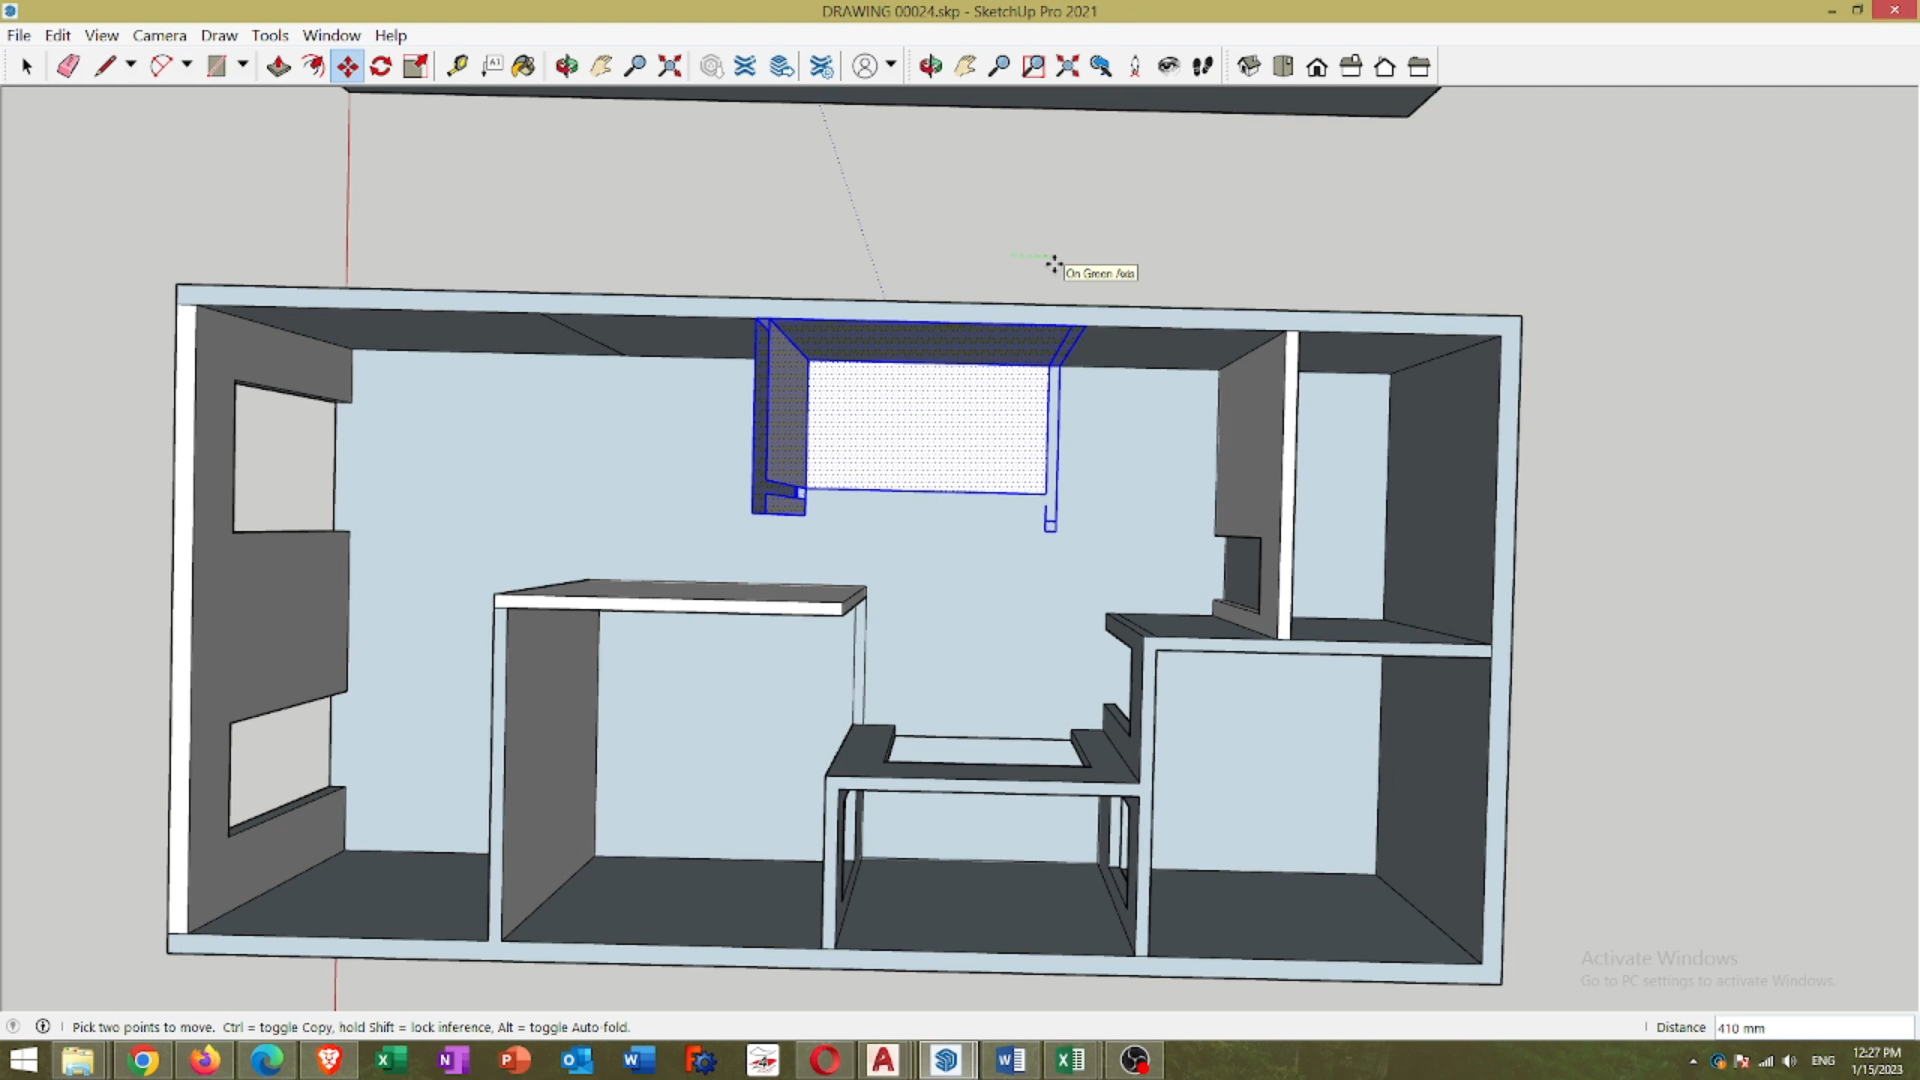 DRAWING 00024.skp - SketchUp Pro 2021
File Edit View Camera Draw Tools Window Help
A1
On Green Axis
Activate Windows
Go to PC settings to activate Windows.
Pick two points to move. Ctrl = toggle Copy, hold Shift = lock inference, Alt = toggle Auto-fold.
Distance 410 mm
ENG
12:27 PM
1/15/2023